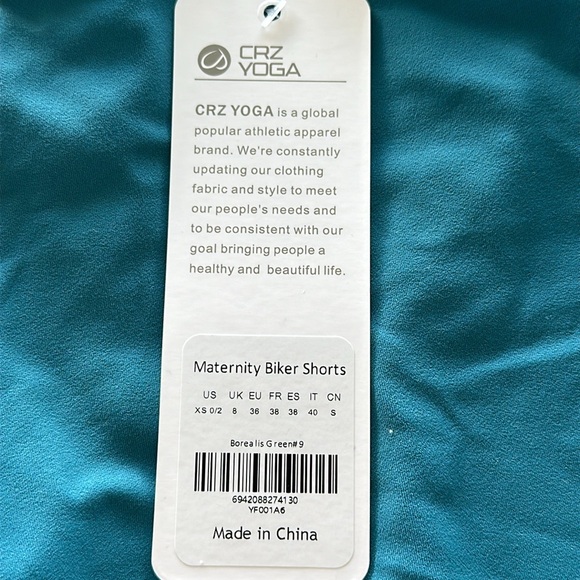 CRZ
YOGA
CRZ YOGA is a global
popular athletic apparel
brand. We're constantly
updating our clothing
fabric and style to meet
our people's needs and
to be consistent with our
goal bringing people a
healthy and beautiful life.
Maternity Biker Shorts
US UK EU FR ES IT CN
XS 0/2 8 36 38 38 40 S
Borealis Green#9
6942088274130
YF001A6
Made in China